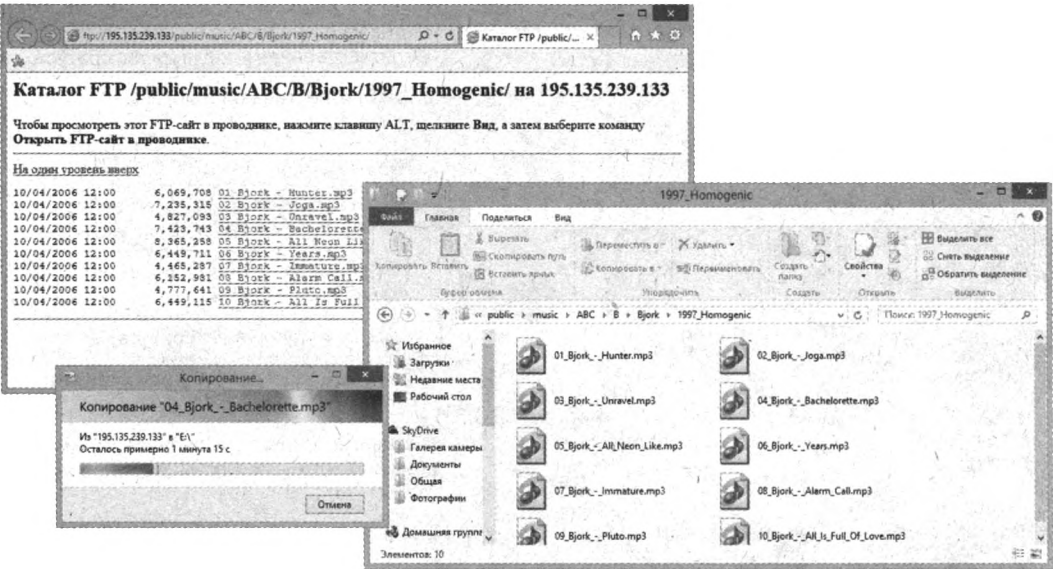 ftp://195.135.239.133/public/music/ABC/B/Bjork/1997_Homogenic/
Каталог FTP /public/...
Каталог FTP /public/music/ABC/B/Bjork/1997_Homogenic/ на 195.135.239.133
Чтобы просмотреть этот FTP-сайт в проводнике, нажмите клавишу ALT, щелкните Вид, а затем выберите команду
Открыть FTP-сайт в проводнике.
На один уровень вверх
10/04/2006 12:00 6,069,708 01 Bjork - Hunter.mp3
10/04/2006 12:00 7,235,315 02 Bjork - Joga.mp3
10/04/2006 12:00 4,827,093 03 Bjork - Unravel.mp3
10/04/2006 12:00 7,423,743 04 Bjork - Bachelorette
10/04/2006 12:00 8,365,258 05 Bjork - All Neon Lik
10/04/2006 12:00 6,449,711 06 Bjork - Years.mp3
10/04/2006 12:00 4,465,287 07 Bjork - Immature.mp3
10/04/2006 12:00 6,152,981 08 Bjork - Alarm Call.m
10/04/2006 12:00 4,777,641 09 Bjork - Pluto.mp3
10/04/2006 12:00 6,449,115 10 Bjork - All Is Full
1997_Homogenic
Файл Главная Поделиться Вид
Копировать Вставить
Вырезать
Скопировать путь
Вставить ярлык
Буфер обмена
Переместить в
Копировать в
Удалить
Переименовать
Упорядочить
Создать папку
Создать
Свойства
Открыть
Выделить все
Снять выделение
Обратить выделение
Выделить
« public › music › ABC › B › Bjork › 1997_Homogenic
Поиск: 1997_Homogenic
Избранное
Загрузки
Недавние места
Рабочий стол
SkyDrive
Галерея камеры
Документы
Общая
Фотографии
Домашняя группа
01_Bjork_-_Hunter.mp3
02_Bjork_-_Joga.mp3
03_Bjork_-_Unravel.mp3
04_Bjork_-_Bachelorette.mp3
05_Bjork_-_All_Neon_Like.mp3
06_Bjork_-_Years.mp3
07_Bjork_-_Immature.mp3
08_Bjork_-_Alarm_Call.mp3
09_Bjork_-_Pluto.mp3
10_Bjork_-_All_Is_Full_Of_Love.mp3
Элементов: 10
Копирование...
Копирование "04_Bjork_-_Bachelorette.mp3"
Из "195.135.239.133" в "E:\"
Осталось примерно 1 минута 15 с
Отмена